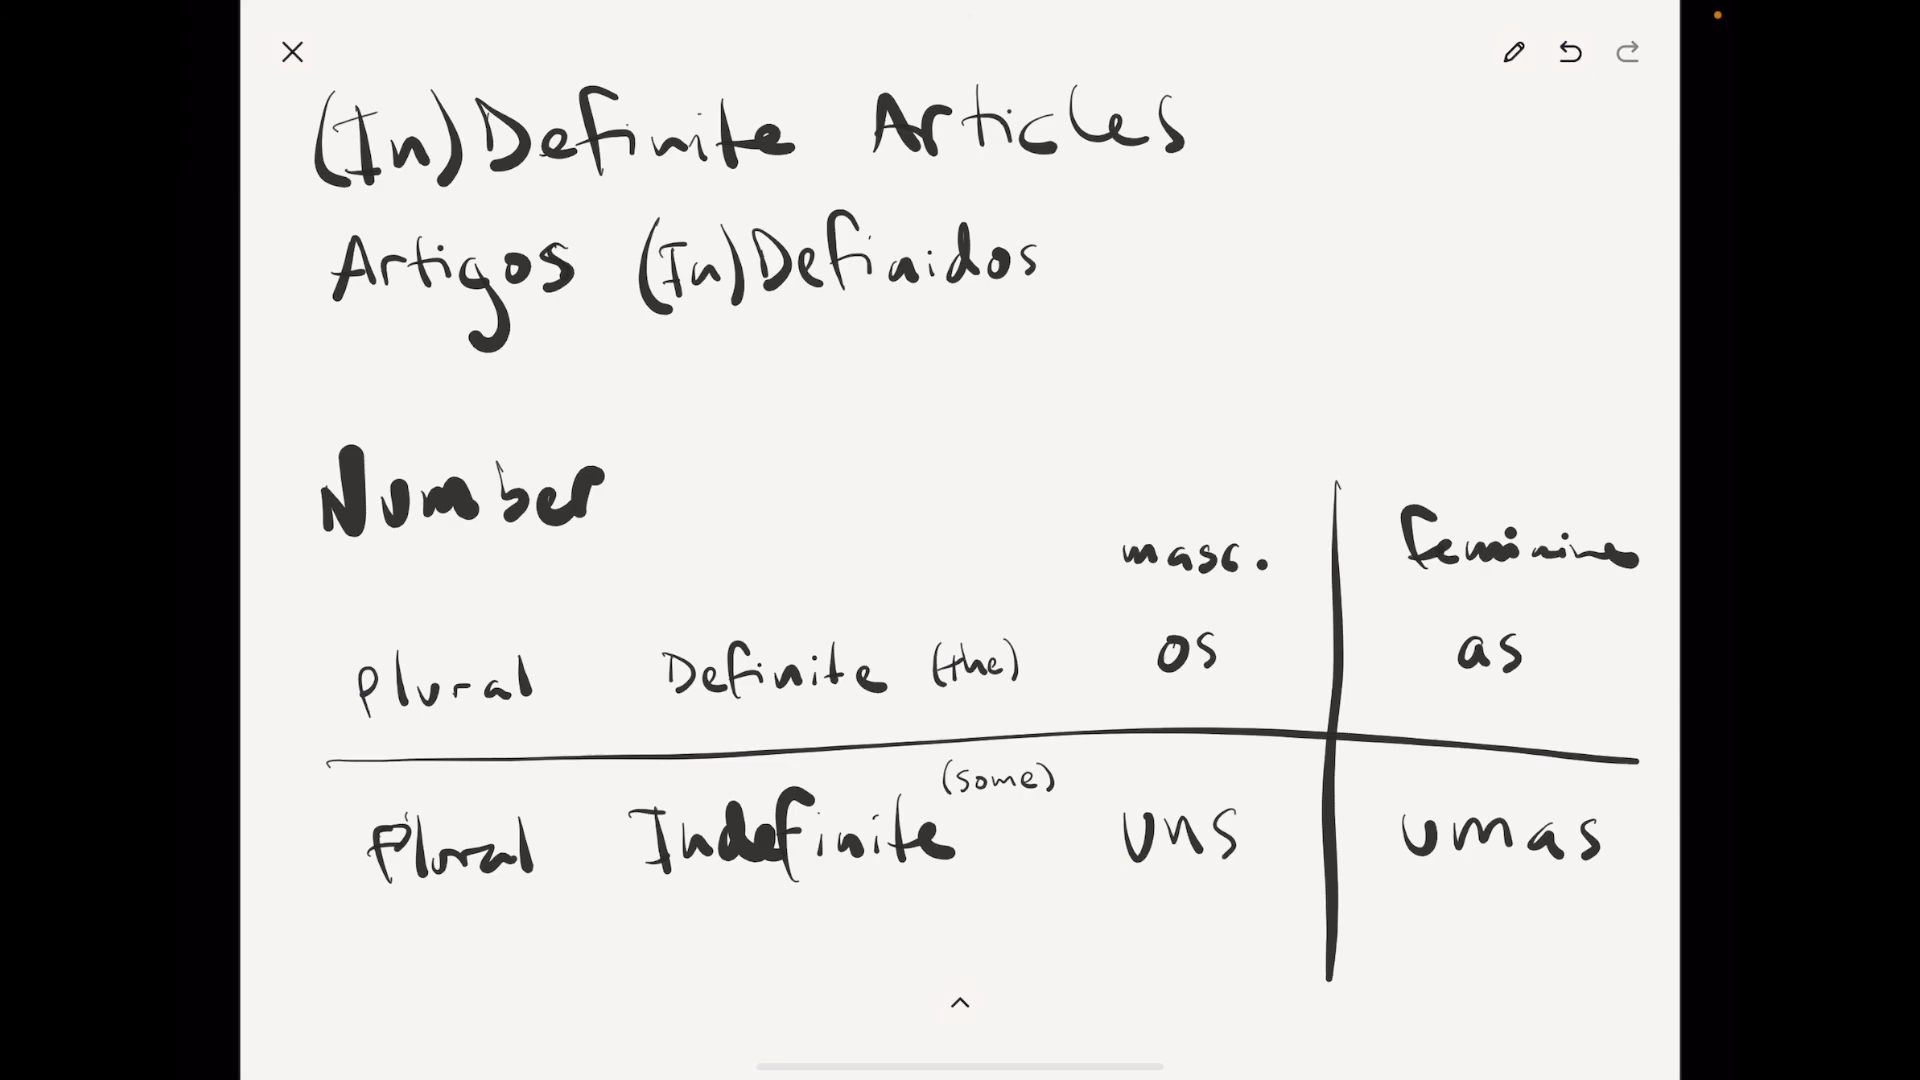 (In)Definite Articles
Artigos (In)Definidos
Number
masc. feminine
Plural Definite (the) os as
(some)
Plural Indefinite uns umas